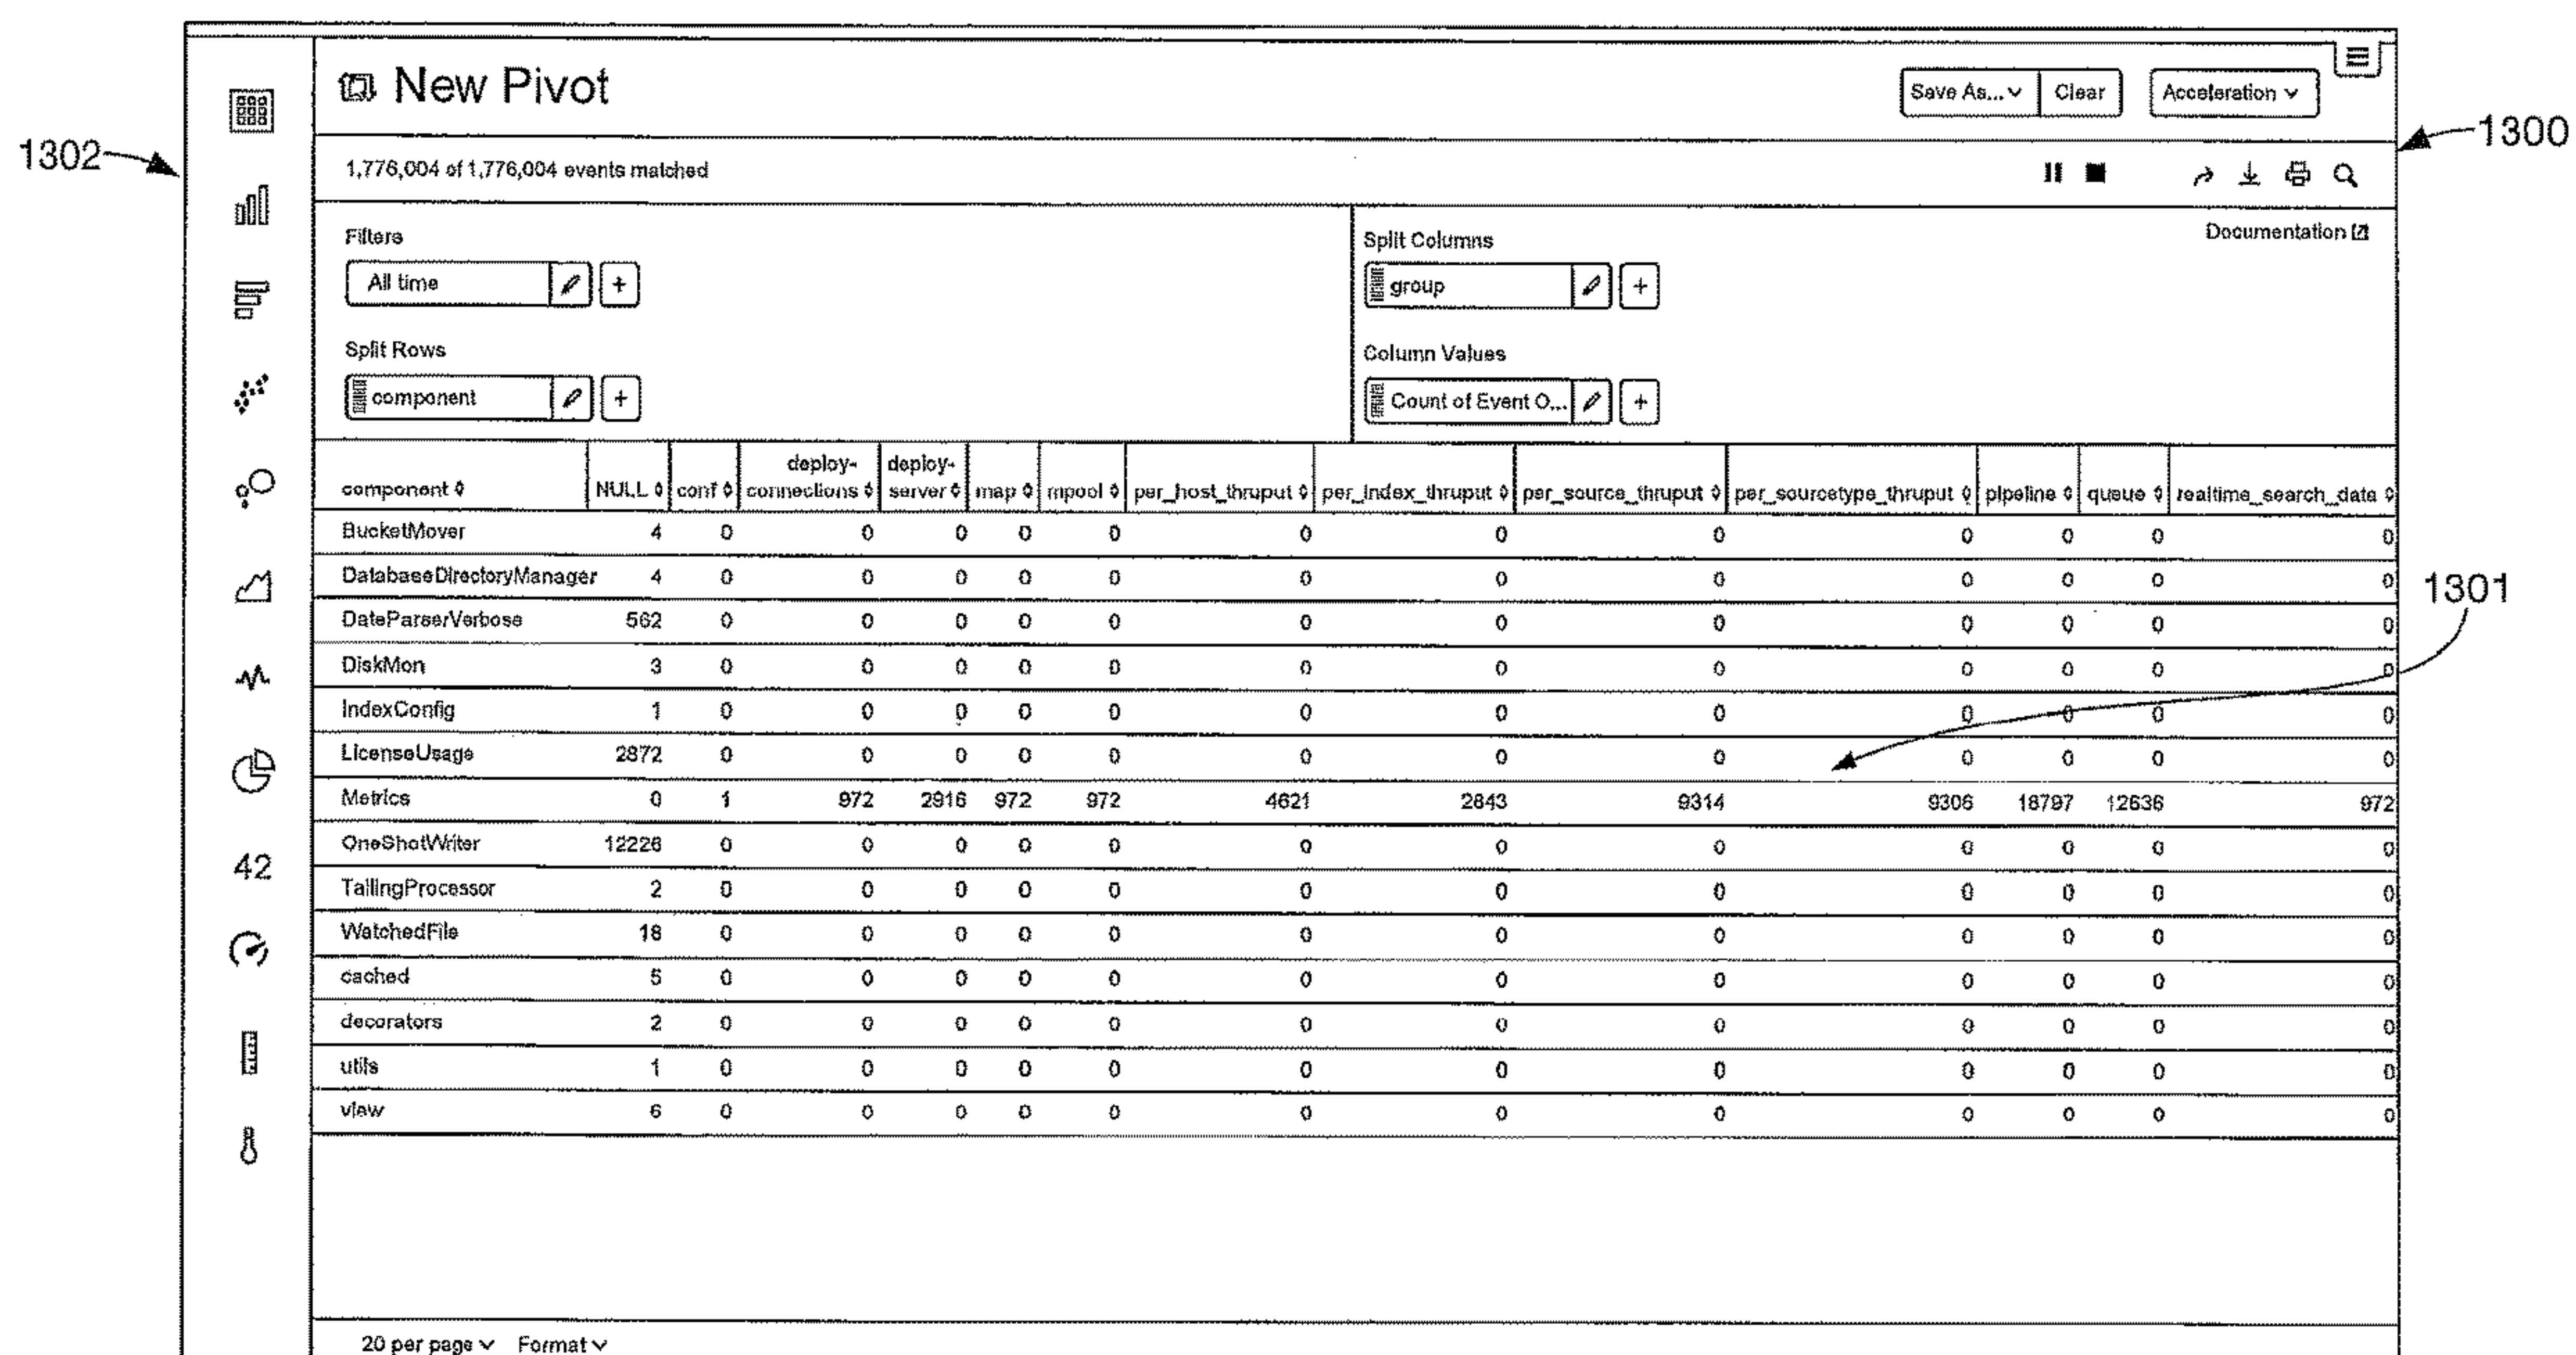 New Pivot
Save As... Clear Acceleration
1302
1300
1,776,004 of 1,776,004 events matched
Documentation
Filters
Split Columns
All time +
group +
Split Rows
Column Values
component +
Count of Event O... +
component NULL conf deploy-connections deploy-server map mpool per_host_thruput per_index_thruput per_source_thruput per_sourcetype_thruput pipeline queue realtime_search_data
BucketMover 4 0 0 0 0 0 0 0 0 0 0 0 0
DatabaseDirectoryManager 4 0 0 0 0 0 0 0 0 0 0 0 0
1301
DateParserVerbose 562 0 0 0 0 0 0 0 0 0 0 0 0
DiskMon 3 0 0 0 0 0 0 0 0 0 0 0 0
IndexConfig 1 0 0 0 0 0 0 0 0 0 0 0 0
LicenseUsage 2872 0 0 0 0 0 0 0 0 0 0 0 0
Metrics 0 1 972 2916 972 972 4621 2843 9314 9306 18797 12636 972
OneShotWriter 12226 0 0 0 0 0 0 0 0 0 0 0 0
42
TailingProcessor 2 0 0 0 0 0 0 0 0 0 0 0 0
WatchedFile 18 0 0 0 0 0 0 0 0 0 0 0 0
cached 5 0 0 0 0 0 0 0 0 0 0 0 0
decorators 2 0 0 0 0 0 0 0 0 0 0 0 0
utils 1 0 0 0 0 0 0 0 0 0 0 0 0
view 6 0 0 0 0 0 0 0 0 0 0 0 0
20 per page Format